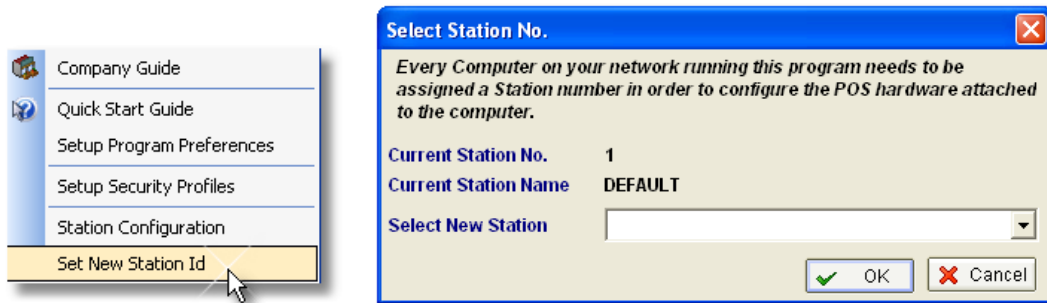 Company Guide
Quick Start Guide
Setup Program Preferences
Setup Security Profiles
Station Configuration
Set New Station Id
Select Station No.
Every Computer on your network running this program needs to be
assigned a Station number in order to configure the POS hardware attached
to the computer.
Current Station No. 1
Current Station Name DEFAULT
Select New Station
OK Cancel